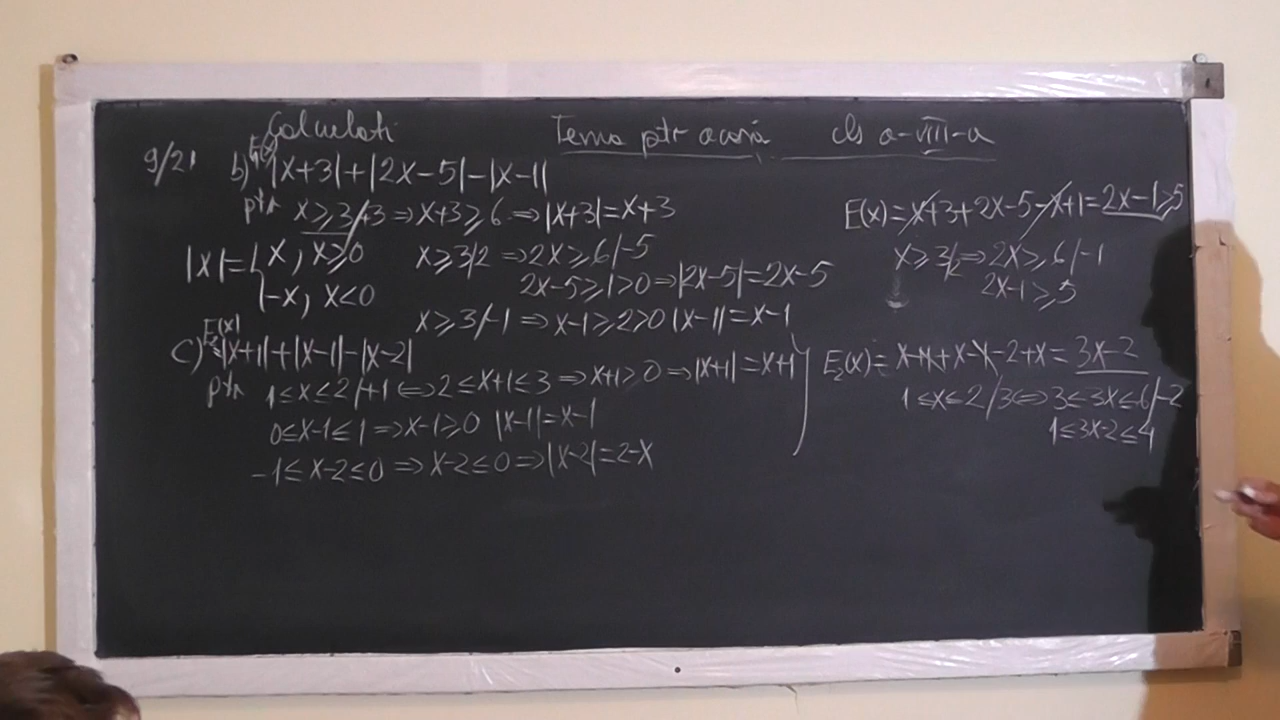 Calculati Tema ptr acasă cls a-VIII-a
9/21
b) |x+3|+|2x-5|-|x-1|
ptr x≥3/+3 ⇒ x+3≥6 ⇒ |x+3|=x+3
E(x)=x+3+2x-5-x+1=2x-1≥5
|x|={x, x≥0
-x, x<0
x≥3/2 ⇒ 2x≥6/-5
2x-5≥1>0 ⇒ |2x-5|=2x-5
x≥3/-1 ⇒ x-1≥2>0 |x-1|=x-1
x≥3/2 ⇒ 2x≥6/-1
2x-1≥5
E₂(x)
c) =|x+1|+|x-1|-|x-2|
ptr 1≤x≤2/+1 ⇔ 2≤x+1≤3 ⇒ x+1>0 ⇒ |x+1|=x+1
0≤x-1≤1 ⇒ x-1≥0 |x-1|=x-1
-1≤x-2≤0 ⇒ x-2≤0 ⇒ |x-2|=2-x
E₂(x)=x+1+x-1-2+x=3x-2
1≤x≤2/3 ⇔ 3≤3x≤6/-2
1≤3x-2≤4